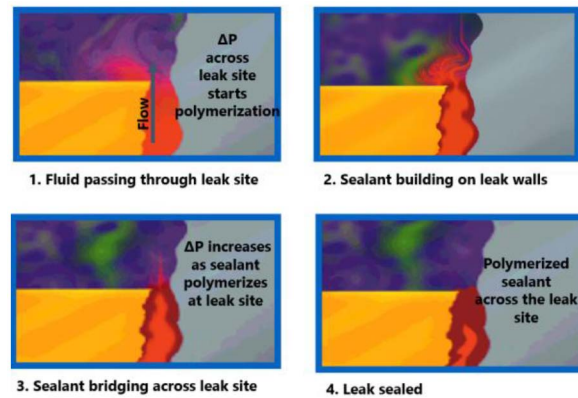 ΔP
across
leak site
starts
polymerization
Flow
1. Fluid passing through leak site
2. Sealant building on leak walls
ΔP increases
as sealant
polymerizes
at leak site
3. Sealant bridging across leak site
Polymerized
sealant
across the leak
site
4. Leak sealed